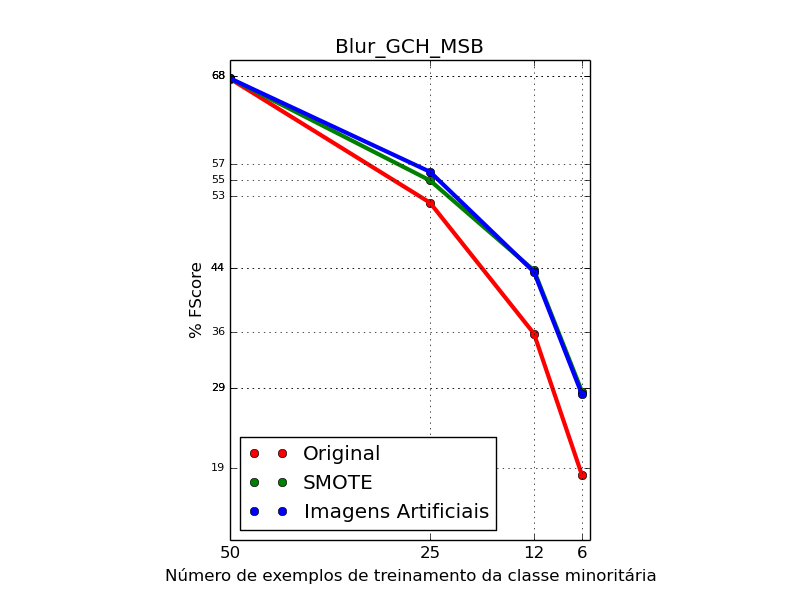 Blur_GCH_MSB
68
57
55
53
44
36
29
19
% FScore
Original
SMOTE
Imagens Artificiais
50 25 12 6
Número de exemplos de treinamento da classe minoritária